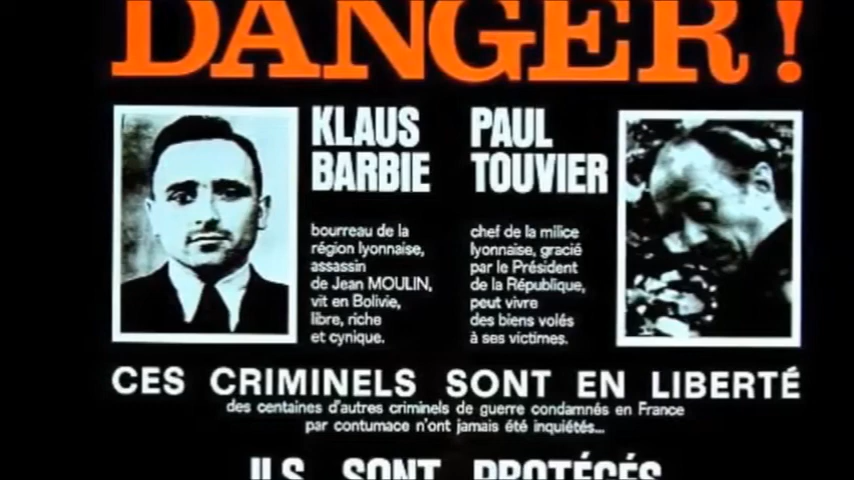 DANGER!
KLAUS
BARBIE
bourreau de la
région lyonnaise,
assassin
de Jean MOULIN,
vit en Bolivie,
libre, riche
et cynique.
PAUL
TOUVIER
chef de la milice
lyonnaise, gracié
par le Président
de la République,
peut vivre
des biens volés
à ses victimes.
CES CRIMINELS SONT EN LIBERTÉ
des centaines d'autres criminels de guerre condamnés en France
par contumace n'ont jamais été inquiétés...
ILS SONT PROTÉGÉS